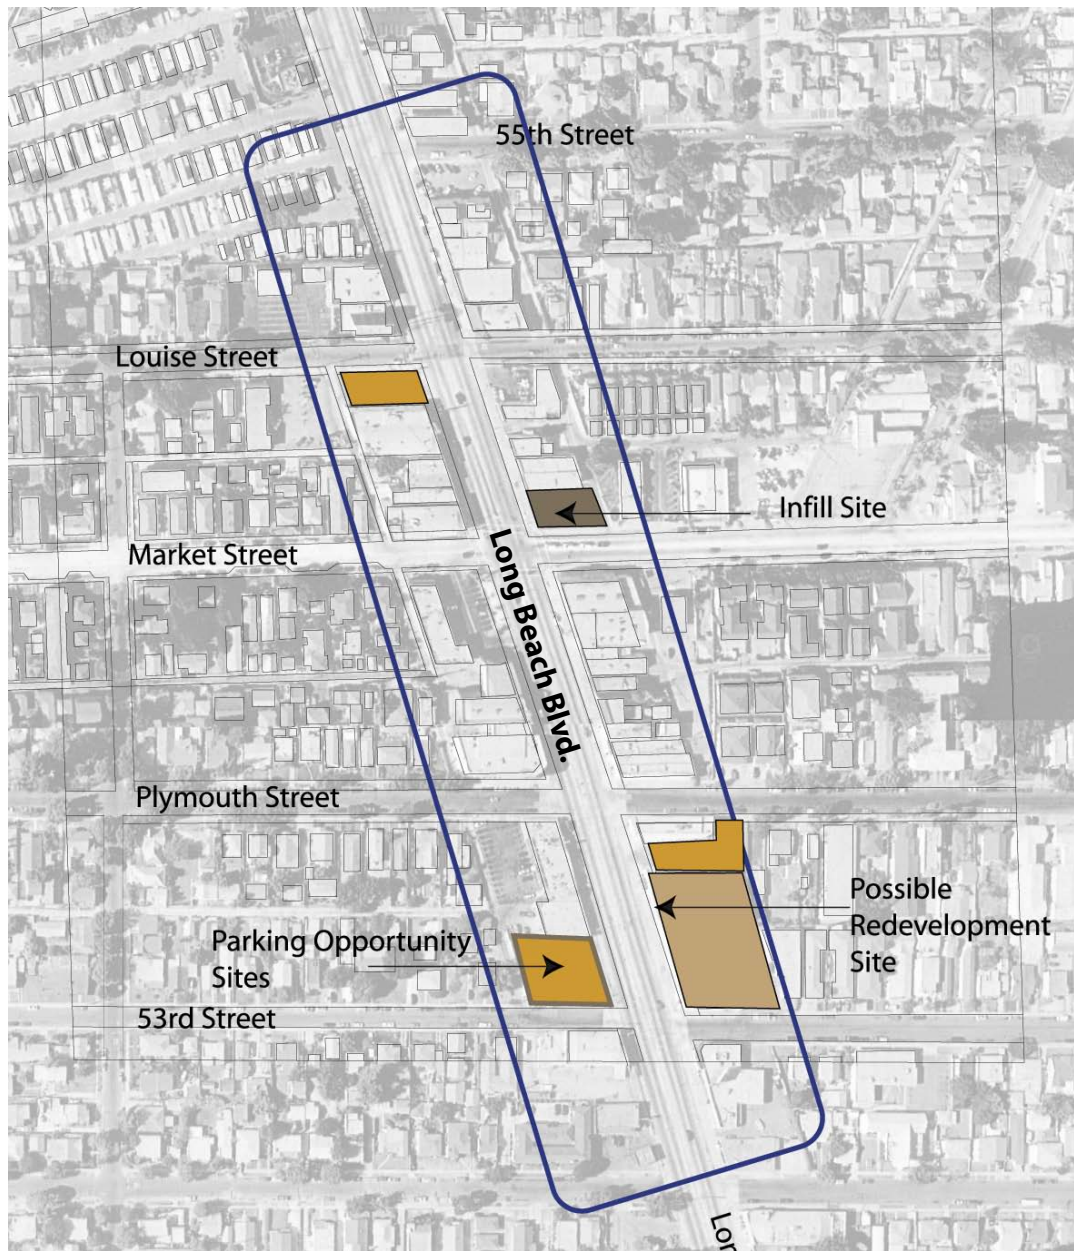 55th Street
Louise Street
Infill Site
Market Street
Long Beach Blvd.
Plymouth Street
Possible
Redevelopment
Site
Parking Opportunity
Sites
53rd Street
Lon